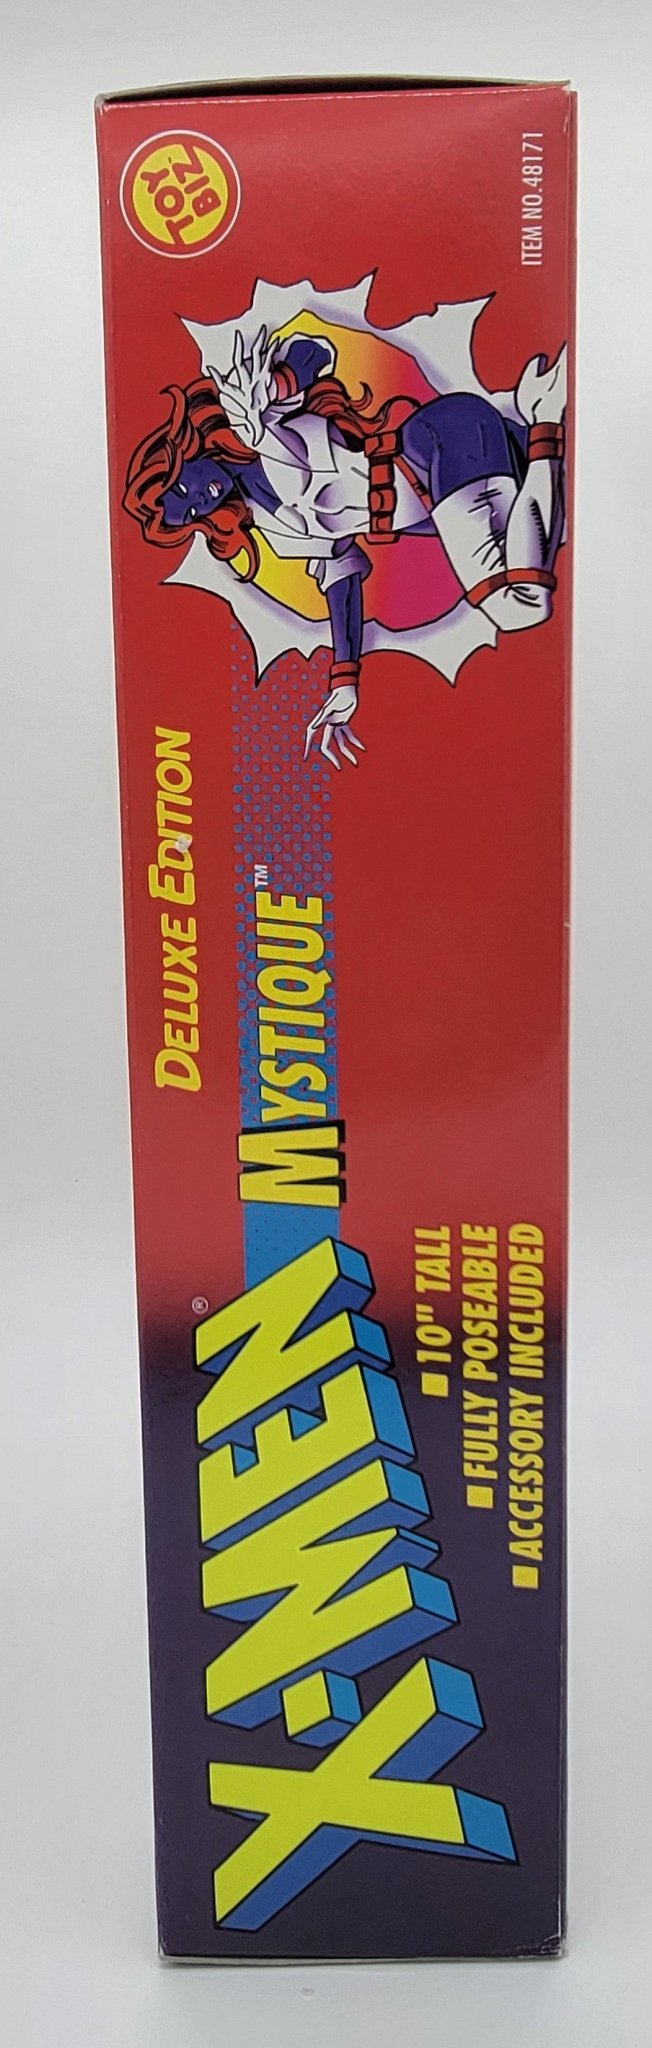 X-MEN®
MYSTIQUE™
DELUXE EDITION
10" TALL
FULLY POSEABLE
ACCESSORY INCLUDED
TOY
BIZ
ITEM NO. 48171